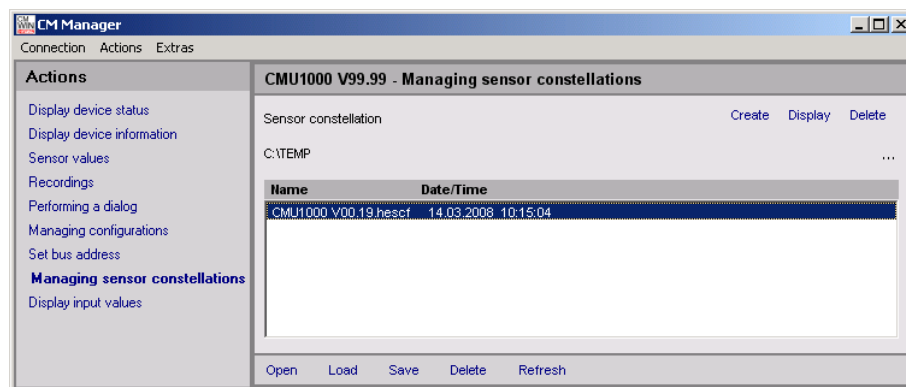 CM WIN CM Manager
Connection Actions Extras
Actions
Display device status
Display device information
Sensor values
Recordings
Performing a dialog
Managing configurations
Set bus address
Managing sensor constellations
Display input values
CMU1000 V99.99 - Managing sensor constellations
Sensor constellation Create Display Delete
C:\TEMP ...
Name Date/Time
CMU1000 V00.19.hescf 14.03.2008 10:15:04
Open Load Save Delete Refresh